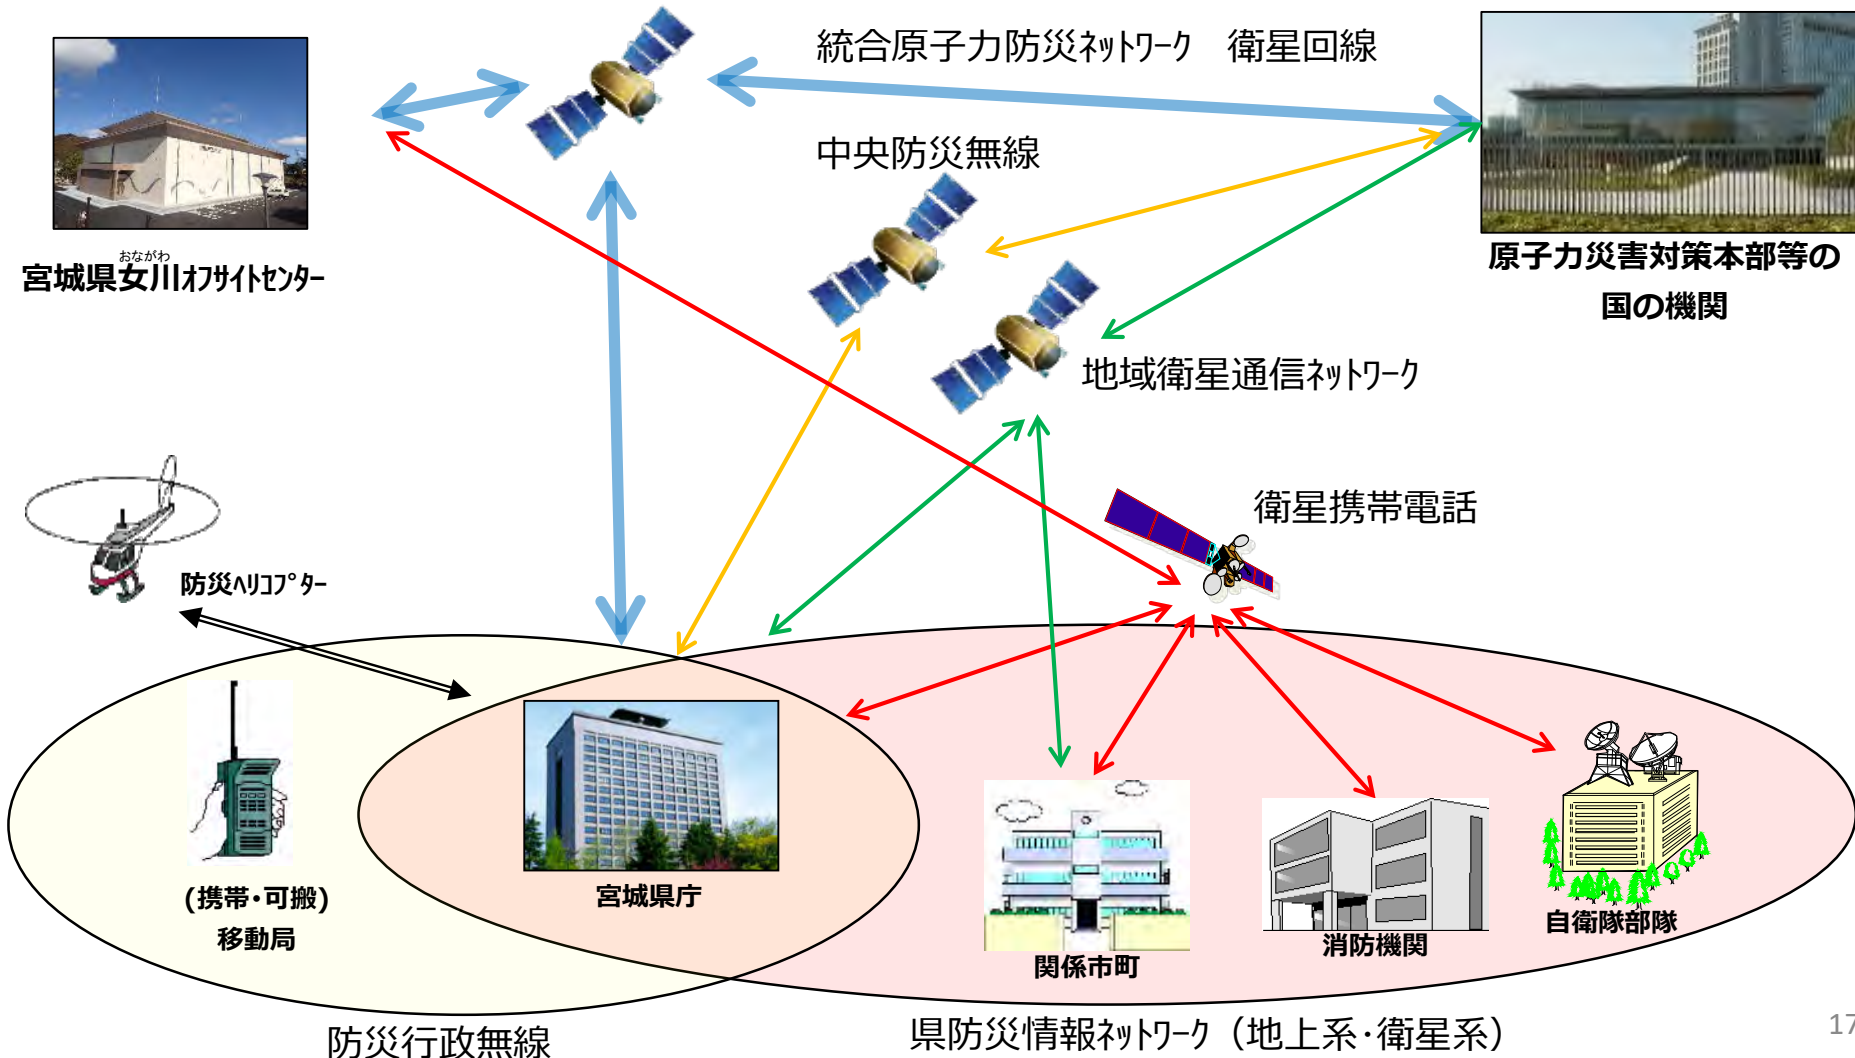 統合原子力防災ﾈｯﾄﾜｰｸ　衛星回線
中央防災無線
おながわ
宮城県女川ｵﾌｻｲﾄｾﾝﾀｰ
原子力災害対策本部等の
国の機関
地域衛星通信ﾈｯﾄﾜｰｸ
衛星携帯電話
防災ﾍﾘｺﾌﾟﾀｰ
(携帯・可搬)
移動局
宮城県庁
関係市町
消防機関
自衛隊部隊
防災行政無線
県防災情報ﾈｯﾄﾜｰｸ（地上系・衛星系）
17